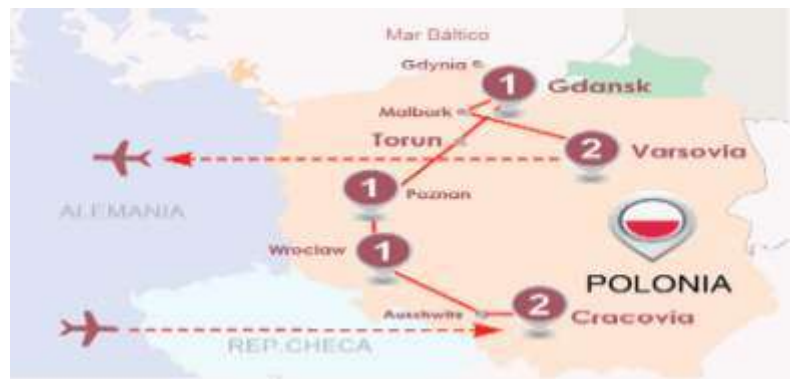 Mar Báltico
Gdynia
1 Gdansk
Malbork
Torun
2 Varsovia
1 Poznan
ALEMANIA
Wroclaw 1
POLONIA
Auschwitz
2 Cracovia
REP.CHECA